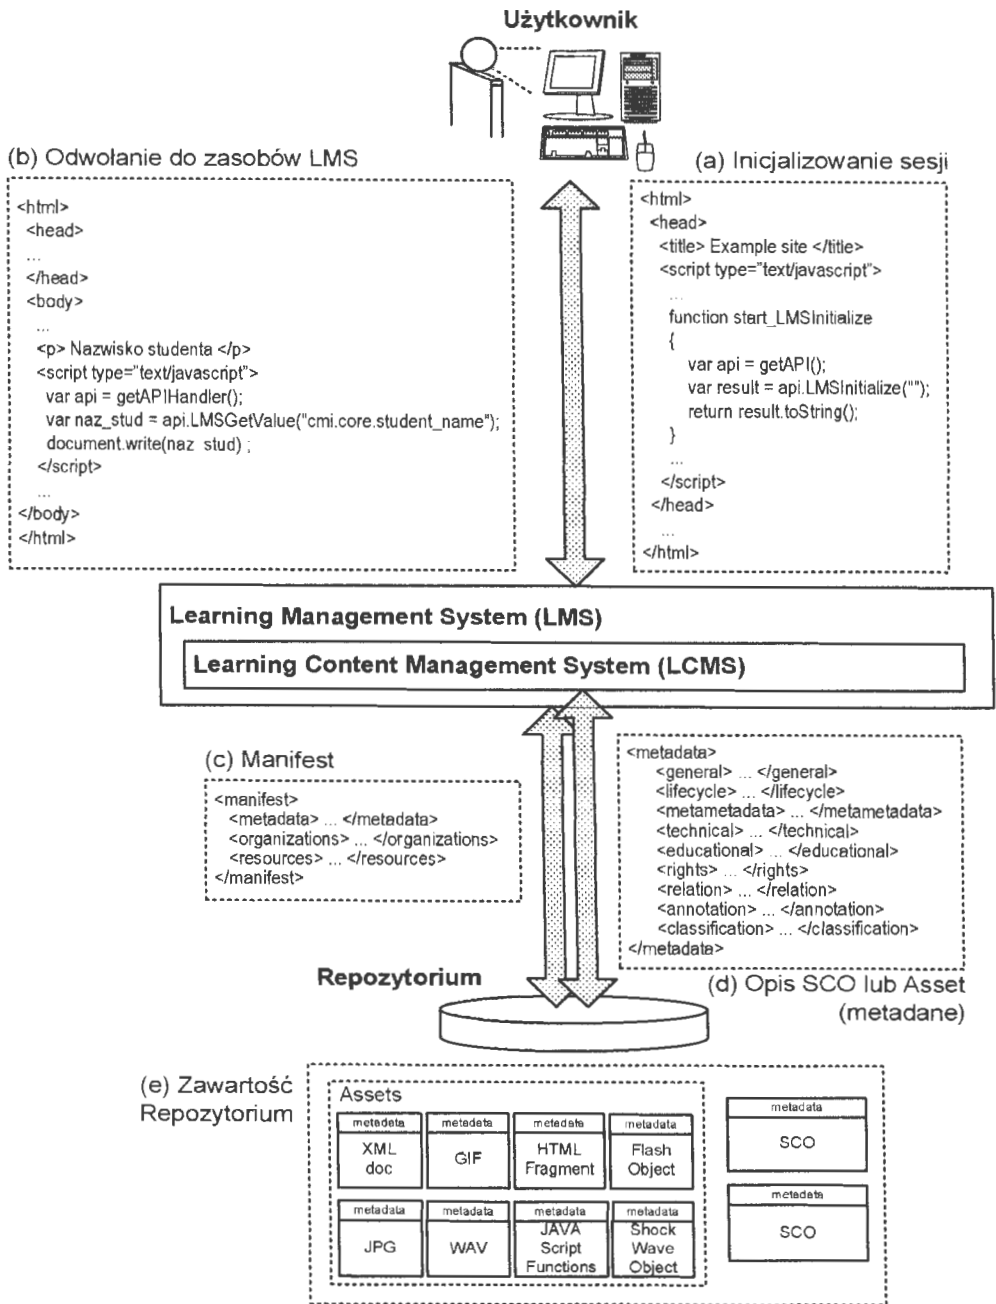 Użytkownik
(b) Odwołanie do zasobów LMS
<html>
<head>
...
</head>
<body>
...
<p> Nazwisko studenta </p>
<script type="text/javascript">
var api = getAPIHandler();
var naz_stud = api.LMSGetValue("cmi.core.student_name");
document.write(naz_stud) ;
</script>
...
</body>
</html>
(a) Inicjalizowanie sesji
<html>
<head>
<title> Example site </title>
<script type="text/javascript">
...
function start_LMSInitialize
{
var api = getAPI();
var result = api.LMSInitialize("");
return result.toString();
}
...
</script>
</head>
...
</html>
Learning Management System (LMS)
Learning Content Management System (LCMS)
(c) Manifest
<manifest>
<metadata> ... </metadata>
<organizations> ... </organizations>
<resources> ... </resources>
</manifest>
<metadata>
<general> ... </general>
<lifecycle> ... </lifecycle>
<metametadata> ... </metametadata>
<technical> ... </technical>
<educational> ... </educational>
<rights> ... </rights>
<relation> ... </relation>
<annotation> ... </annotation>
<classification> ... </classification>
</metadata>
(d) Opis SCO lub Asset
(metadane)
Repozytorium
(e) Zawartość
Repozytorium
Assets
metadata
XML
doc
metadata
GIF
metadata
HTML
Fragment
metadata
Flash
Object
metadata
SCO
metadata
JPG
metadata
WAV
metadata
JAVA
Script
Functions
metadata
Shock
Wave
Object
metadata
SCO